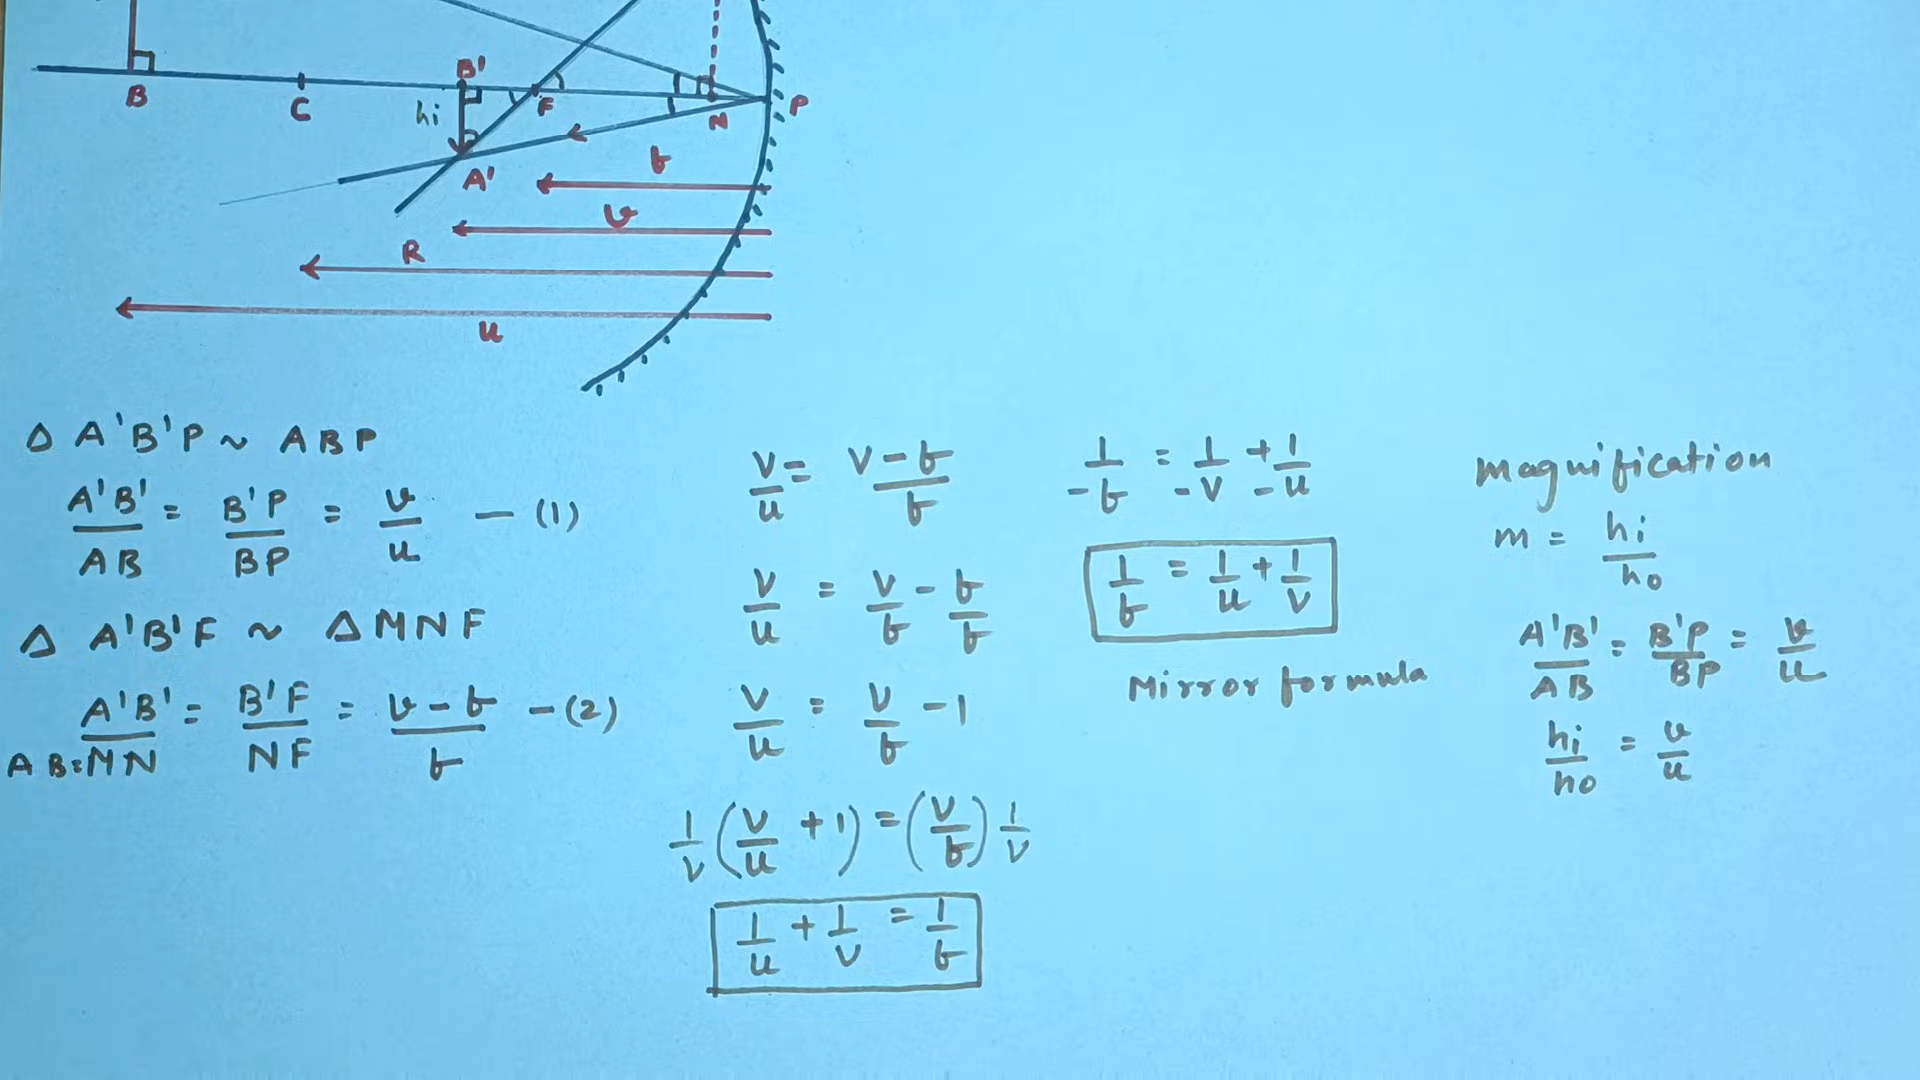 B
C
B'
hi
F
N
P
A'
f
v
R
u
Δ A'B'P ~ ABP
A'B'/AB = B'P/BP = v/u — (1)
Δ A'B'F ~ ΔMNF
A'B'/MN = B'F/NF = v-f/f - (2)
AB=MN
v/u = v-f/f
v/u = v/f - f/f
v/u = v/f - 1
1/v (v/u + 1) = (v/f) 1/v
1/u + 1/v = 1/f
1/-f = 1/-v + 1/-u
1/f = 1/u + 1/v
Mirror formula
magnification
m = hi/ho
A'B'/AB = B'P/BP = v/u
hi/ho = v/u